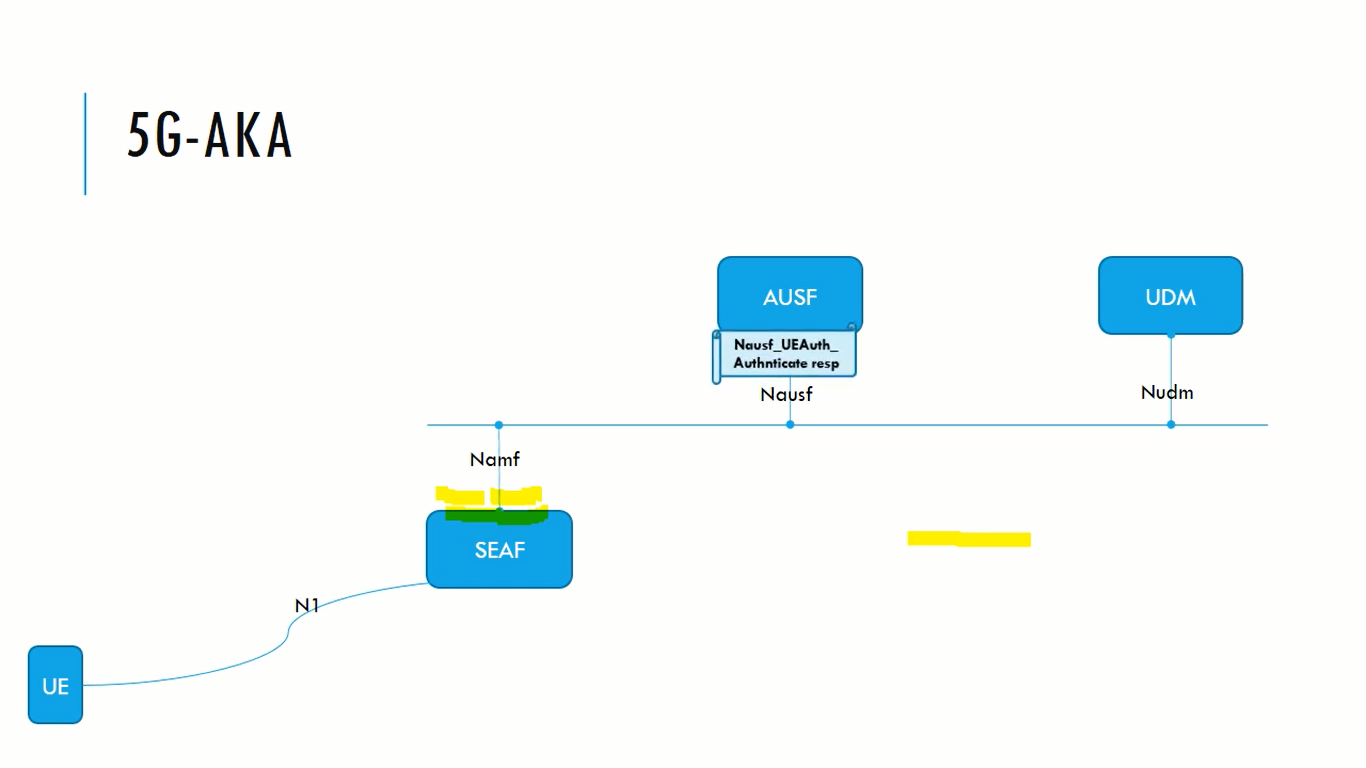 5G-AKA
AUSF
UDM
Nausf_UEAuth_
Authnticate resp
Nausf
Nudm
Namf
SEAF
N1
UE